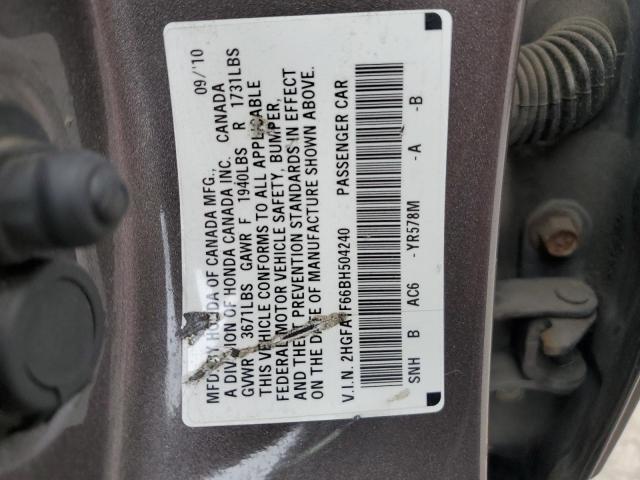 MFD. BY HONDA OF CANADA MFG., 09/'10
A DIVISION OF HONDA CANADA INC. CANADA
GVWR 3671LBS GAWR F 1940LBS R 1731LBS
THIS VEHICLE CONFORMS TO ALL APPLICABLE
FEDERAL MOTOR VEHICLE SAFETY, BUMPER,
AND THEFT PREVENTION STANDARDS IN EFFECT
ON THE DATE OF MANUFACTURE SHOWN ABOVE.
V.I.N. 2HGFA1F66BH504240 PASSENGER CAR
SNH B AC6 -YR578M -A -B